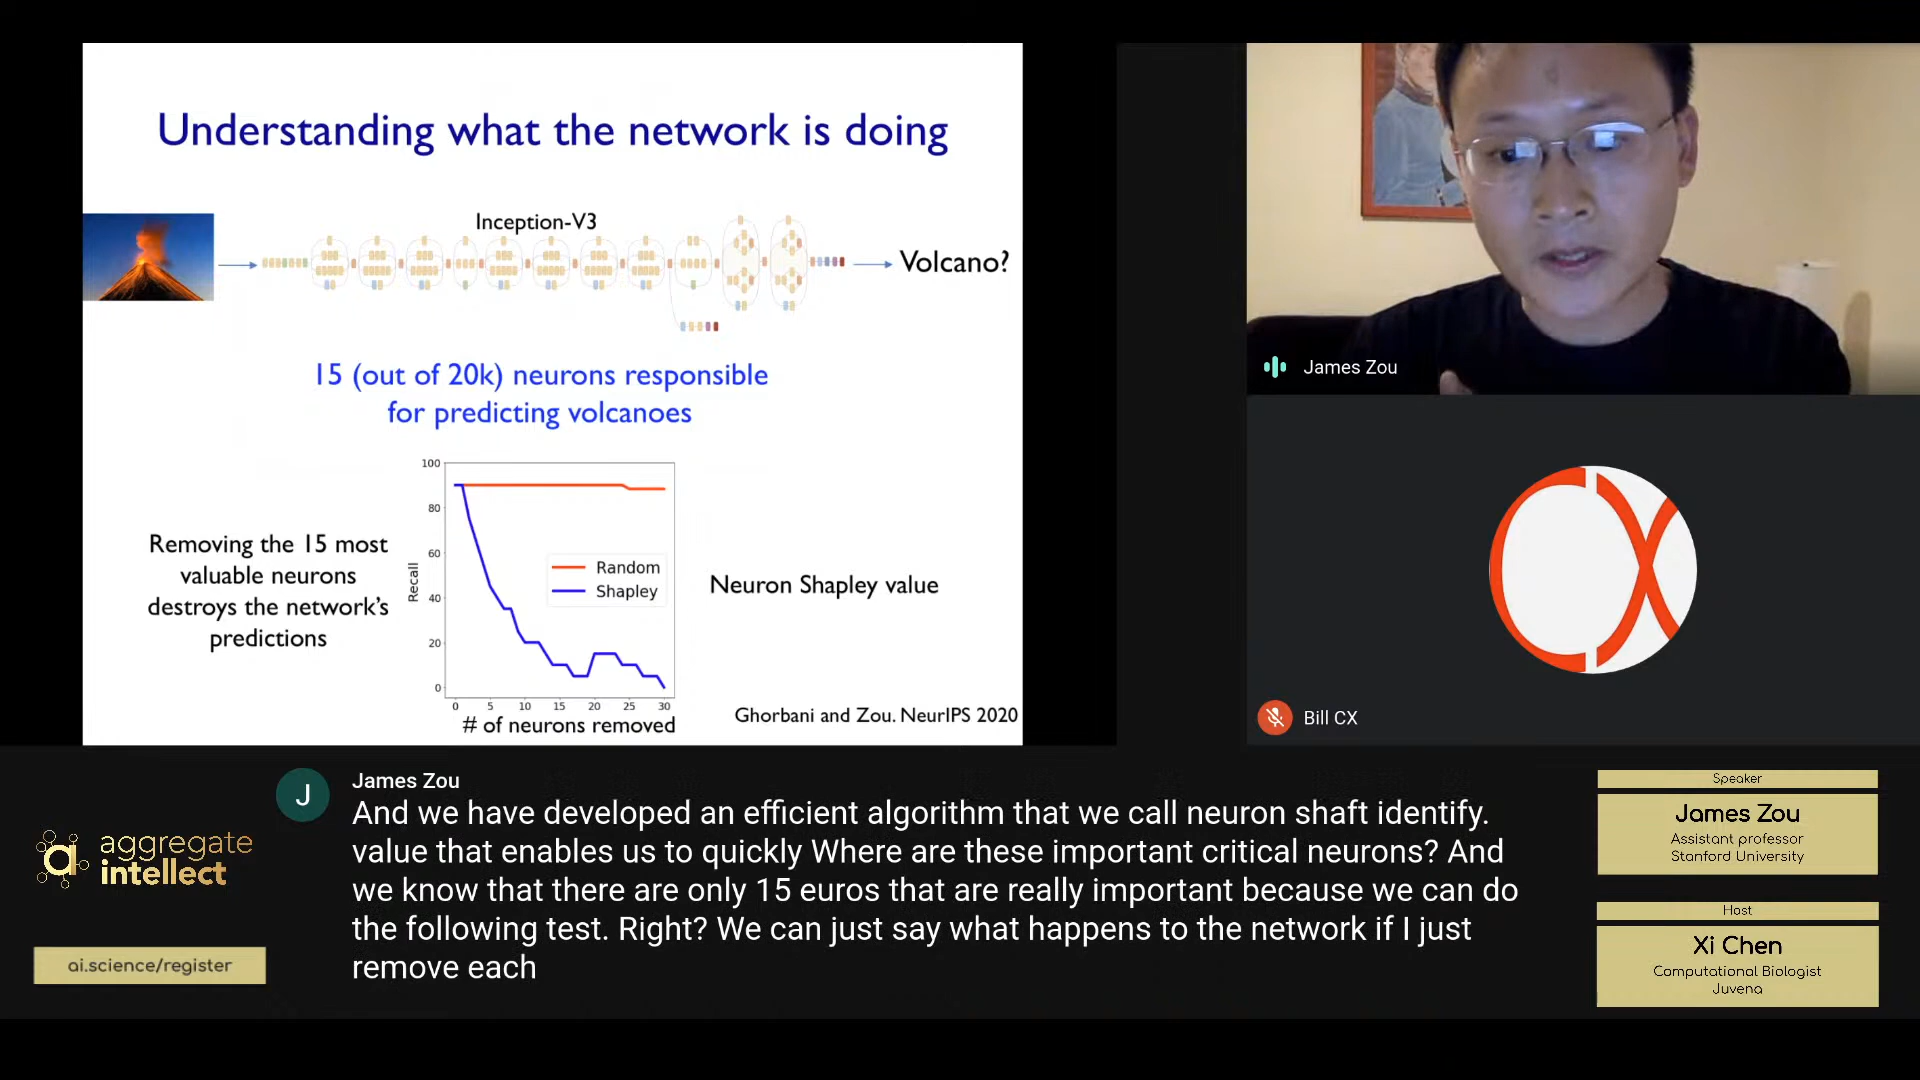 Understanding what the network is doing
Inception-V3
Volcano?
15 (out of 20k) neurons responsible
for predicting volcanoes
Removing the 15 most
valuable neurons
destroys the network's
predictions
100
80
60
40
20
0
Recall
Random
Shapley
0 5 10 15 20 25 30
# of neurons removed
Neuron Shapley value
Ghorbani and Zou. NeurIPS 2020
James Zou
CX
Bill CX
J
James Zou
And we have developed an efficient algorithm that we call neuron shaft identify.
value that enables us to quickly Where are these important critical neurons? And
we know that there are only 15 euros that are really important because we can do
the following test. Right? We can just say what happens to the network if I just
remove each
a
aggregate
intellect
ai.science/register
Speaker
James Zou
Assistant professor
Stanford University
Host
Xi Chen
Computational Biologist
Juvena